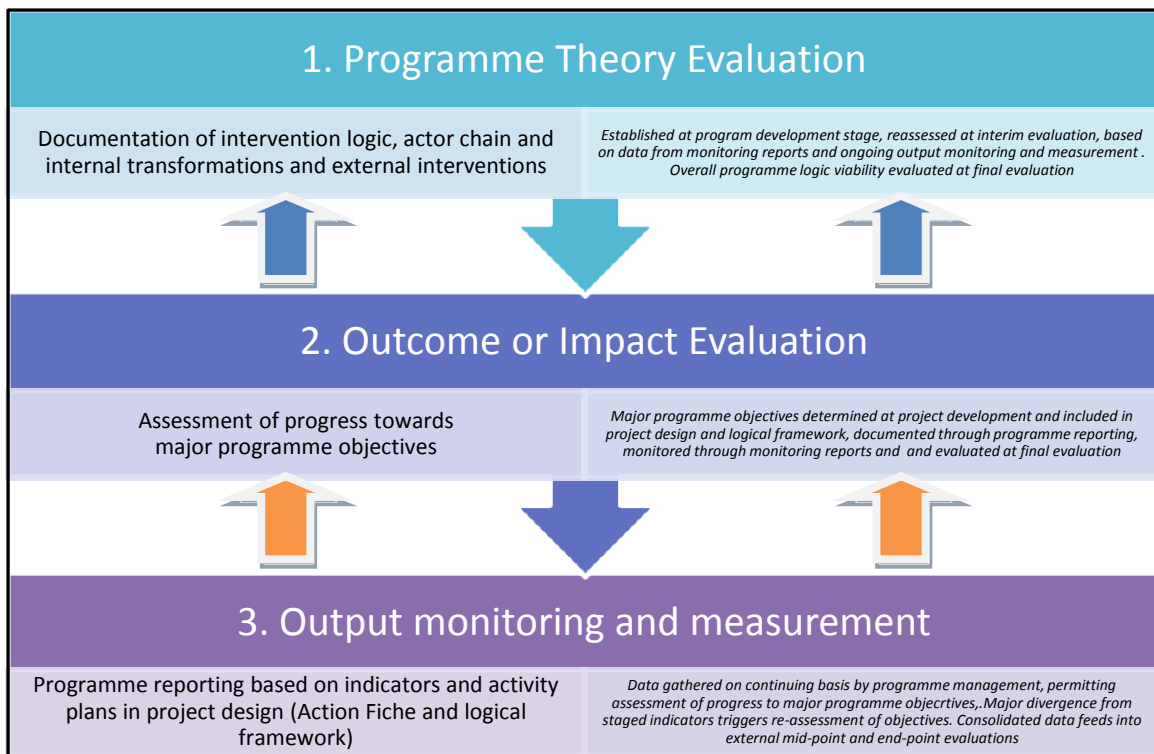 1. Programme Theory Evaluation
Documentation of intervention logic, actor chain and
internal transformations and external interventions
Established at program development stage, reassessed at interim evaluation, based
on data from monitoring reports and ongoing output monitoring and measurement .
Overall programme logic viability evaluated at final evaluation
2. Outcome or Impact Evaluation
Assessment of progress towards
major programme objectives
Major programme objectives determined at project development and included in
project design and logical framework, documented through programme reporting,
monitored through monitoring reports and  and evaluated at final evaluation
3. Output monitoring and measurement
Programme reporting based on indicators and activity
plans in project design (Action Fiche and logical
framework)
Data gathered on continuing basis by programme management, permitting
assessment of progress to major programme objectives,.Major divergence from
staged indicators triggers re-assessment of objectives. Consolidated data feeds into
external mid-point and end-point evaluations